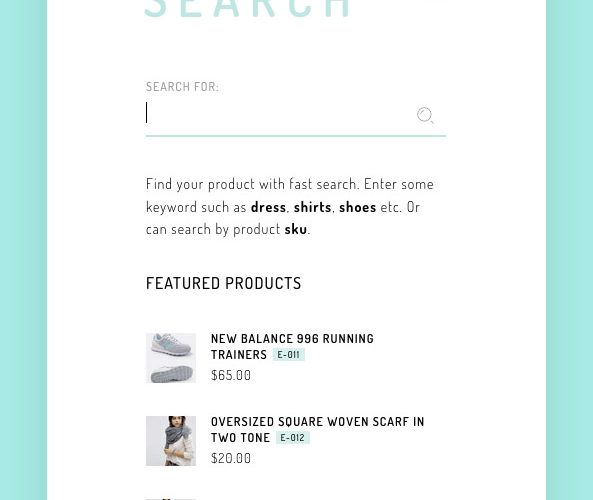 SEARCH
SEARCH FOR:
Find your product with fast search. Enter some
keyword such as dress, shirts, shoes etc. Or
can search by product sku.
FEATURED PRODUCTS
NEW BALANCE 996 RUNNING
TRAINERS E-011
$65.00
OVERSIZED SQUARE WOVEN SCARF IN
TWO TONE E-012
$20.00